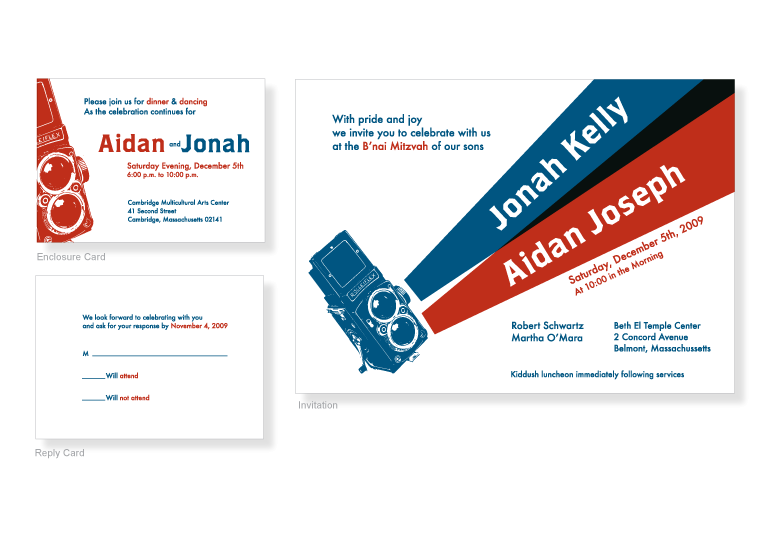 Please join us for dinner & dancing
As the celebration continues for
Aidan and Jonah
Saturday Evening, December 5th
6:00 p.m. to 10:00 p.m.
Cambridge Multicultural Arts Center
41 Second Street
Cambridge, Massachusetts 02141
Enclosure Card
We look forward to celebrating with you
and ask for your response by November 4, 2009
M
Will attend
Will not attend
Reply Card
With pride and joy
we invite you to celebrate with us
at the B'nai Mitzvah of our sons
Jonah Kelly
Aidan Joseph
Saturday, December 5th, 2009
At 10:00 in the Morning
ROLLEIFLEX
Robert Schwartz
Martha O'Mara
Beth El Temple Center
2 Concord Avenue
Belmont, Massachussetts
Kiddush luncheon immediately following services
Invitation